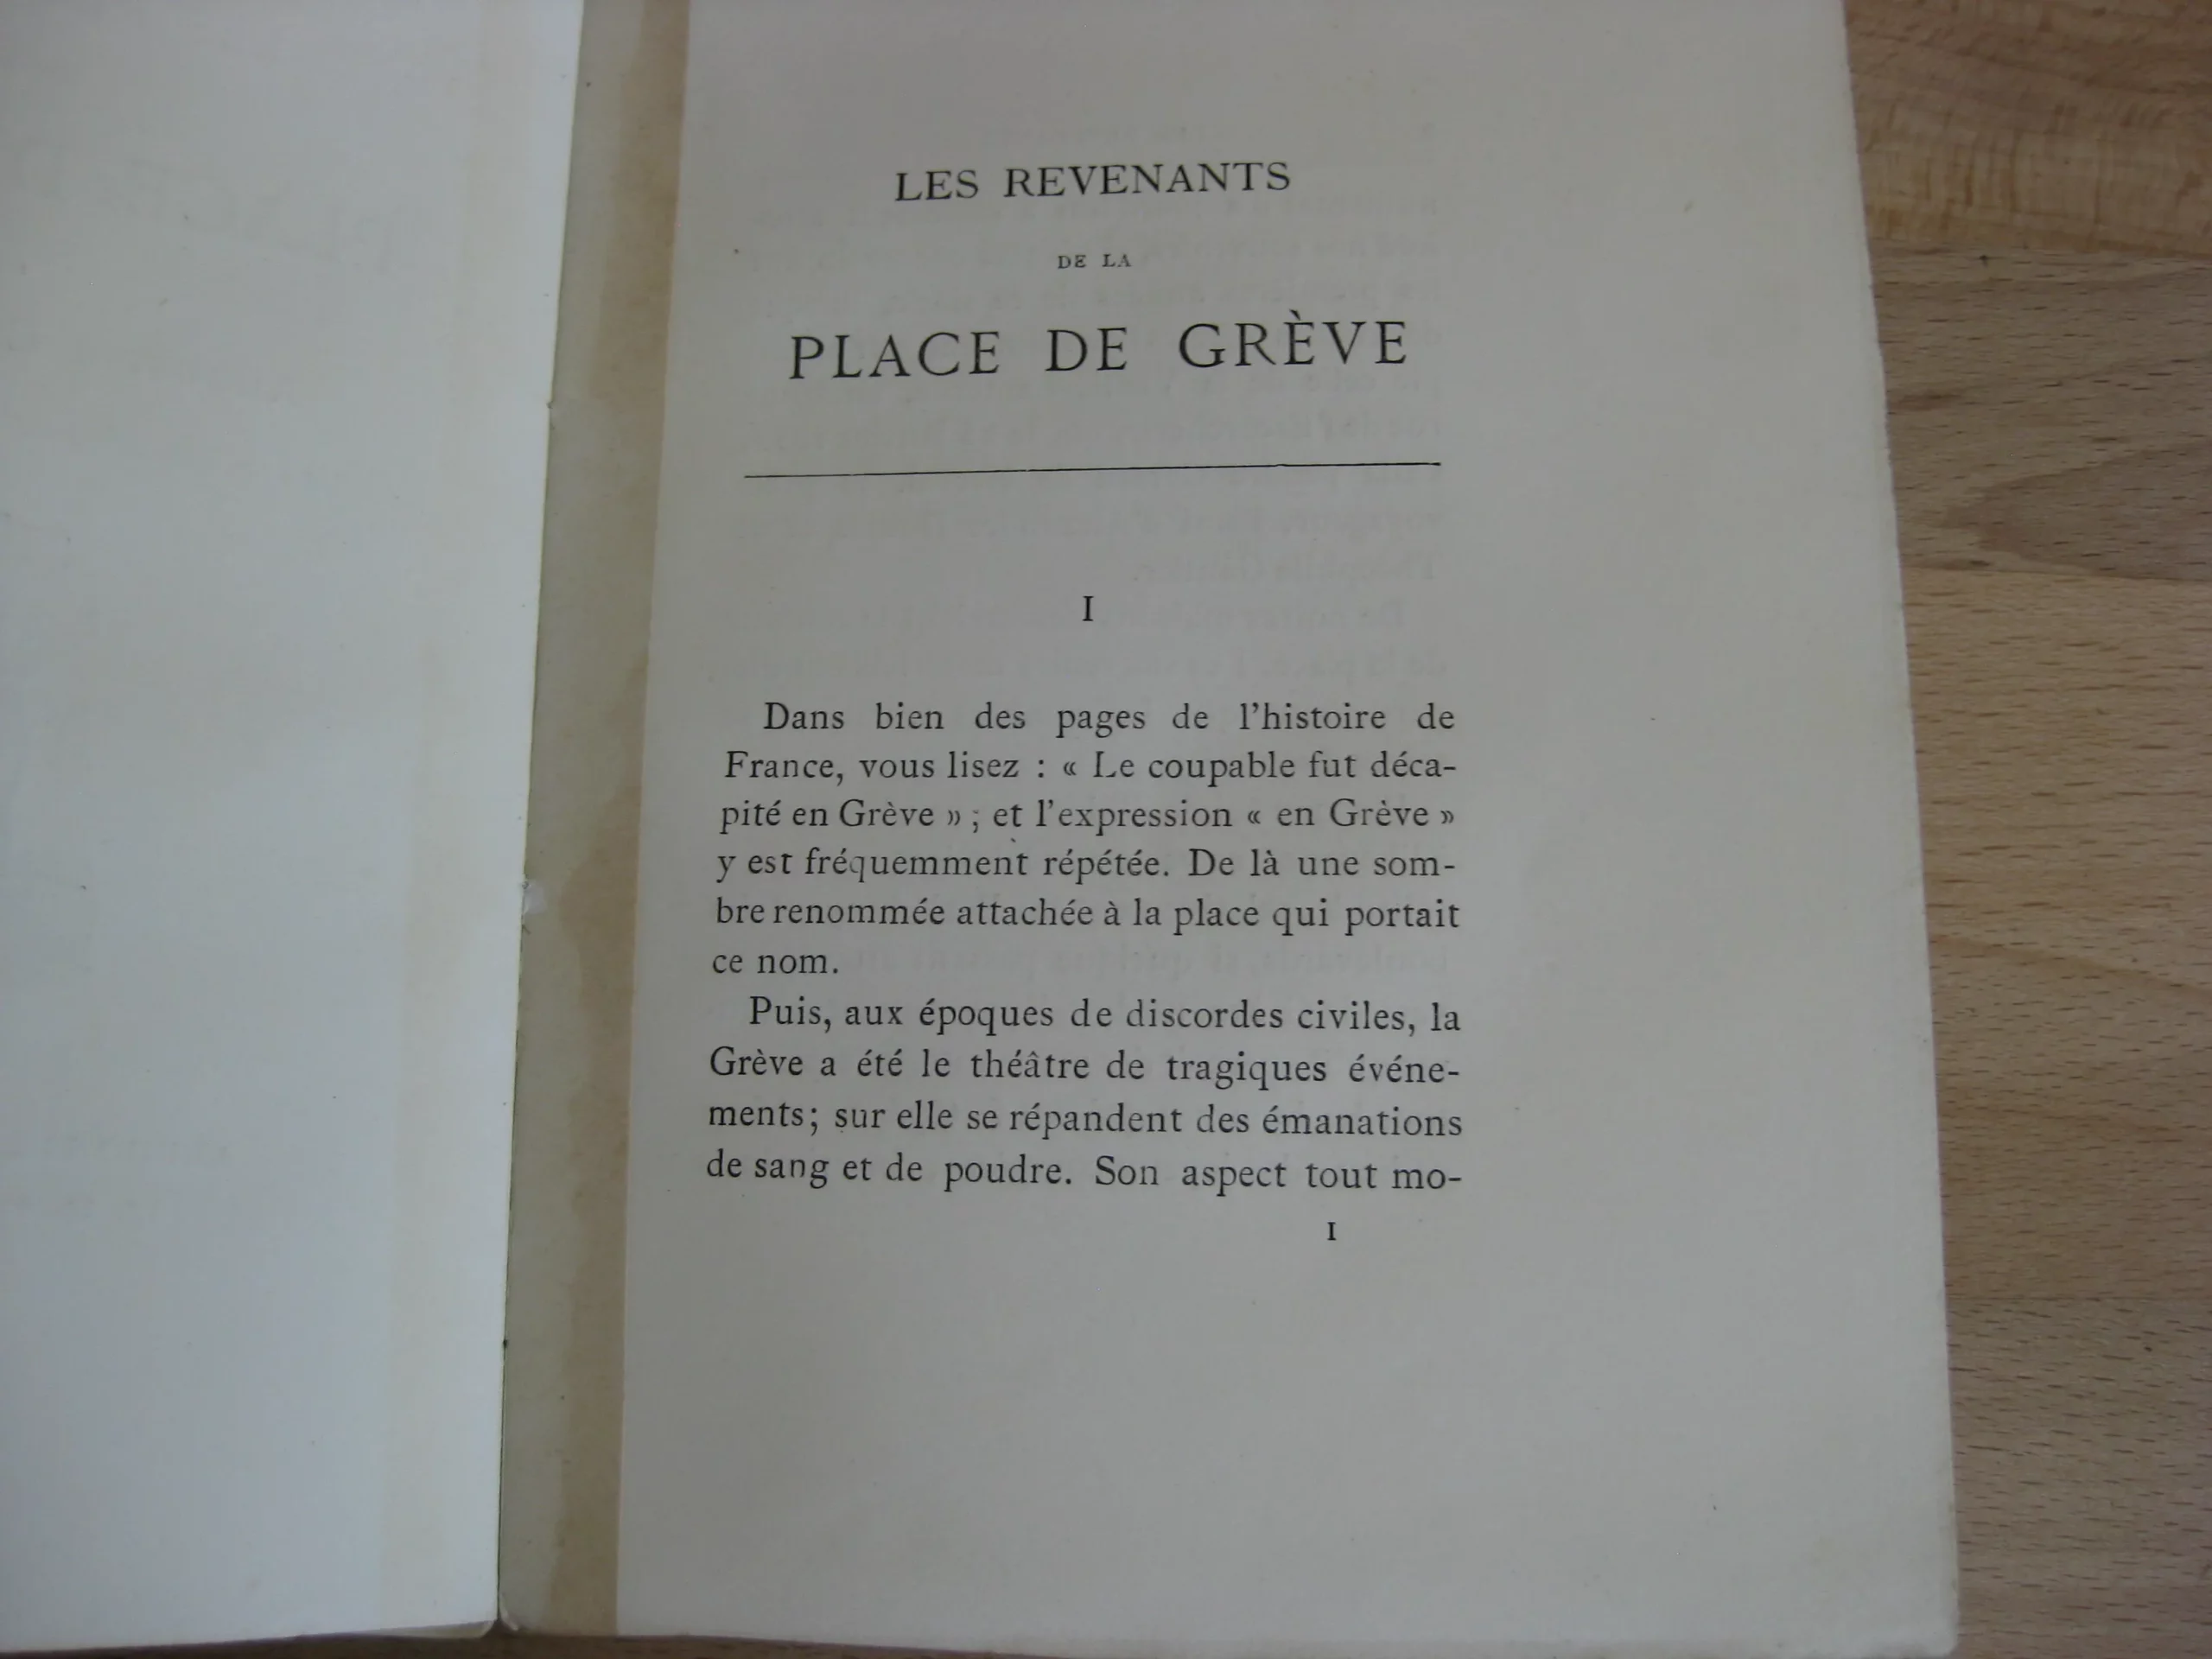 LES REVENANTS
DE LA
PLACE DE GRÈVE
I
Dans bien des pages de l'histoire de
France, vous lisez : « Le coupable fut déca-
pité en Grève » ; et l'expression « en Grève »
y est fréquemment répétée. De là une som-
bre renommée attachée à la place qui portait
ce nom.
Puis, aux époques de discordes civiles, la
Grève a été le théâtre de tragiques événe-
ments; sur elle se répandent des émanations
de sang et de poudre. Son aspect tout mo-
I